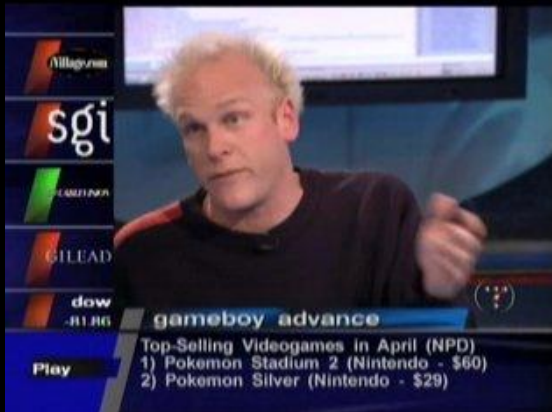 iVillage.com
sgi
GILEAD
dow
-81.86
gameboy advance
Top-Selling Videogames in April (NPD)
1) Pokemon Stadium 2 (Nintendo - $60)
Play
2) Pokemon Silver (Nintendo - $29)